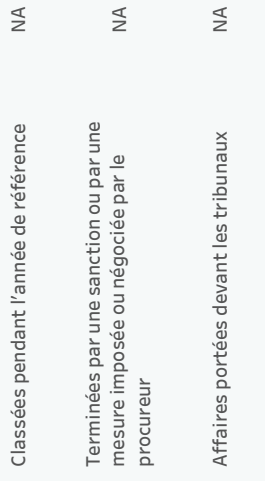 Classées pendant l'année de référence NA
Terminées par une sanction ou par une
mesure imposée ou négociée par le NA
procureur
Affaires portées devant les tribunaux NA